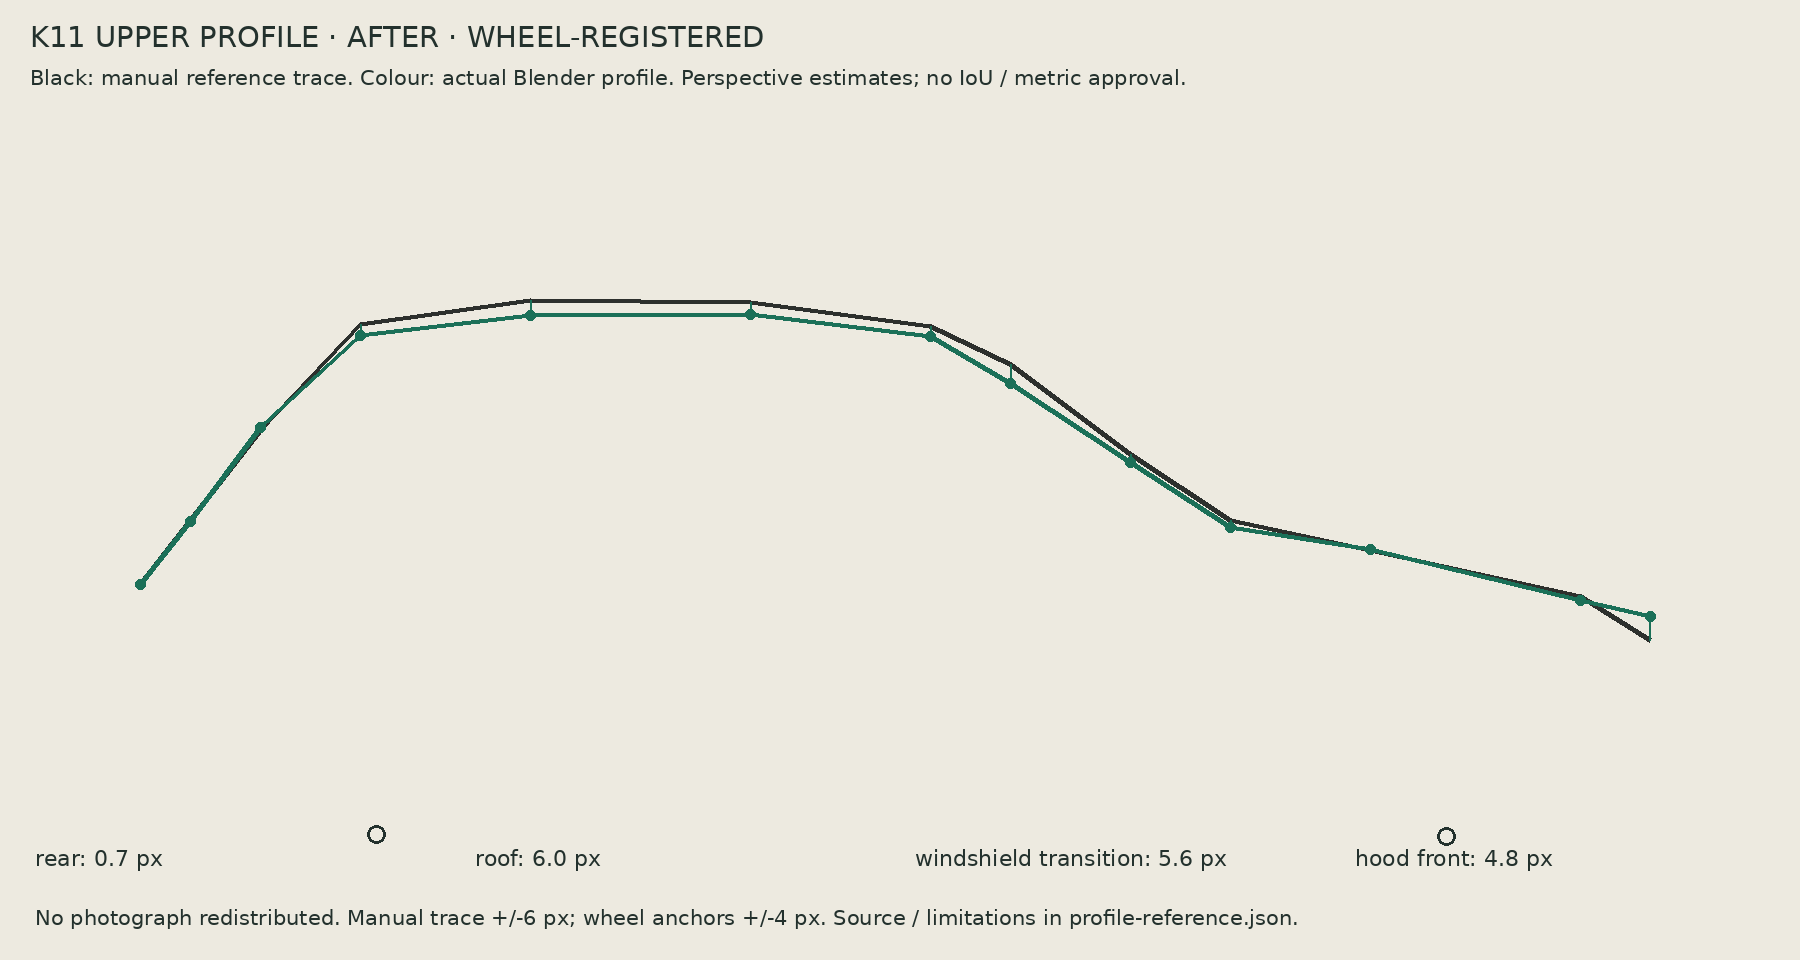 K11 UPPER PROFILE · AFTER · WHEEL-REGISTERED
Black: manual reference trace. Colour: actual Blender profile. Perspective estimates; no IoU / metric approval.
rear: 0.7 px
roof: 6.0 px
windshield transition: 5.6 px
hood front: 4.8 px
No photograph redistributed. Manual trace +/-6 px; wheel anchors +/-4 px. Source / limitations in profile-reference.json.